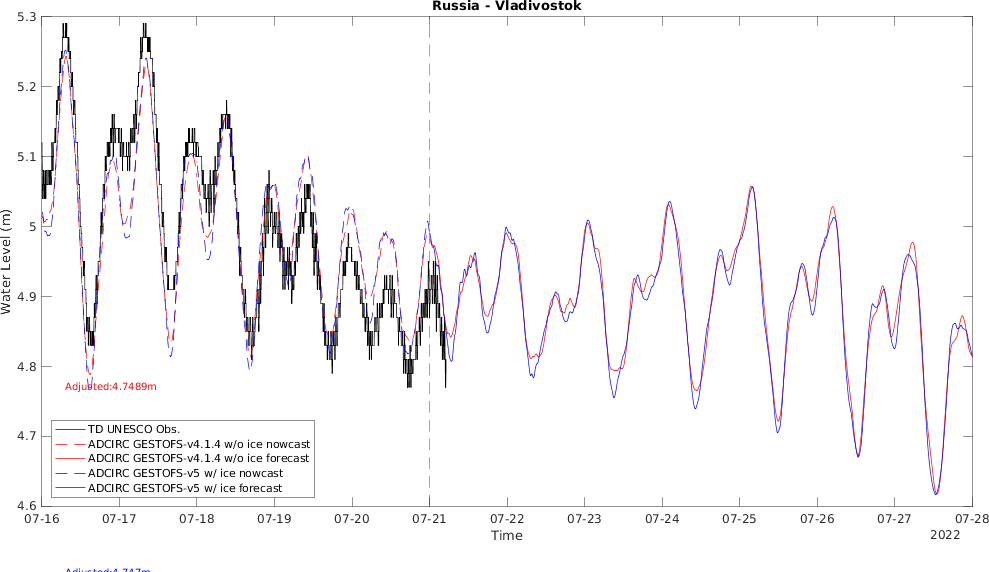 Russia - Vladivostok
5.3
5.2
5.1
5
4.9
4.8
4.7
4.6
Water Level (m)
Adjusted:4.7489m
TD UNESCO Obs.
ADCIRC GESTOFS-v4.1.4 w/o ice nowcast
ADCIRC GESTOFS-v4.1.4 w/o ice forecast
ADCIRC GESTOFS-v5 w/ ice nowcast
ADCIRC GESTOFS-v5 w/ ice forecast
07-16 07-17 07-18 07-19 07-20 07-21 07-22 07-23 07-24 07-25 07-26 07-27 07-28
Time
2022
Adjusted:4.747m